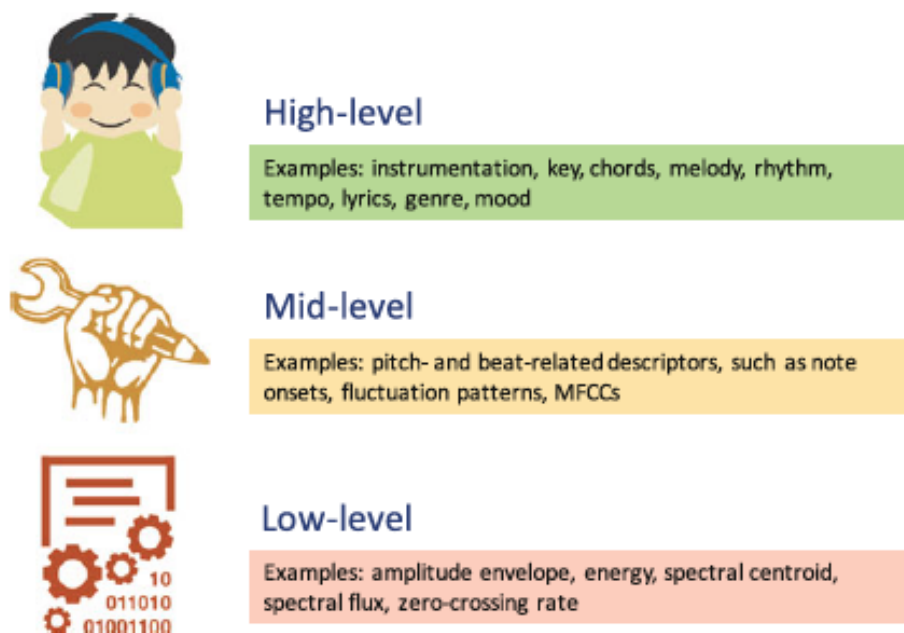 High-level
Examples: instrumentation, key, chords, melody, rhythm,
tempo, lyrics, genre, mood
Mid-level
Examples: pitch- and beat-related descriptors, such as note
onsets, fluctuation patterns, MFCCs
Low-level
Examples: amplitude envelope, energy, spectral centroid,
spectral flux, zero-crossing rate
10
011010
01001100